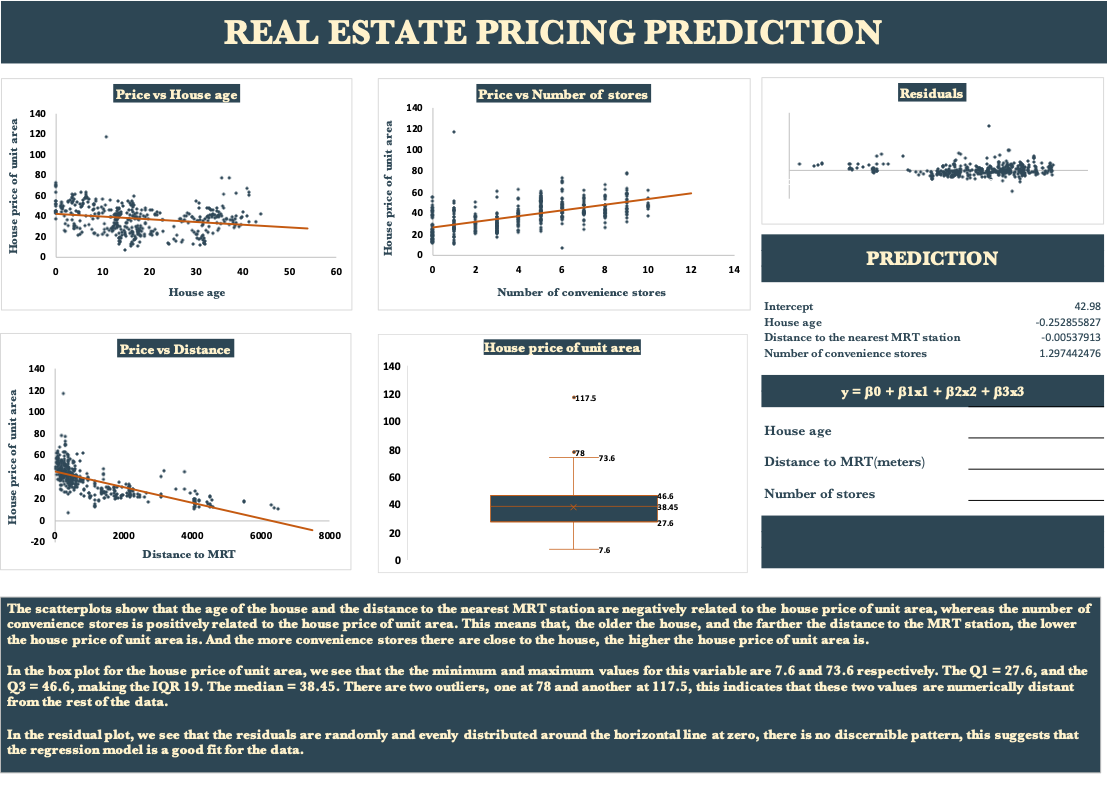 REAL ESTATE PRICING PREDICTION
Price vs House age
House price of unit area
140
120
100
80
60
40
20
0
0 10 20 30 40 50 60
House age
Price vs Number of stores
House price of unit area
140
120
100
80
60
40
20
0
0 2 4 6 8 10 12 14
Number of convenience stores
Residuals
PREDICTION
Intercept 42.98
House age -0.252855827
Distance to the nearest MRT station -0.00537913
Number of convenience stores 1.297442476
y = β0 + β1x1 + β2x2 + β3x3
House age
Distance to MRT(meters)
Number of stores
Price vs Distance
House price of unit area
140
120
100
80
60
40
20
0
-20
0 2000 4000 6000 8000
Distance to MRT
House price of unit area
140
120
100
80
60
40
20
0
117.5
78
73.6
46.6
38.45
27.6
7.6
The scatterplots show that the age of the house and the distance to the nearest MRT station are negatively related to the house price of unit area, whereas the number of
convenience stores is positively related to the house price of unit area. This means that, the older the house, and the farther the distance to the MRT station, the lower
the house price of unit area is. And the more convenience stores there are close to the house, the higher the house price of unit area is.
In the box plot for the house price of unit area, we see that the the minimum and maximum values for this variable are 7.6 and 73.6 respectively. The Q1 = 27.6, and the
Q3 = 46.6, making the IQR 19. The median = 38.45. There are two outliers, one at 78 and another at 117.5, this indicates that these two values are numerically distant
from the rest of the data.
In the residual plot, we see that the residuals are randomly and evenly distributed around the horizontal line at zero, there is no discernible pattern, this suggests that
the regression model is a good fit for the data.